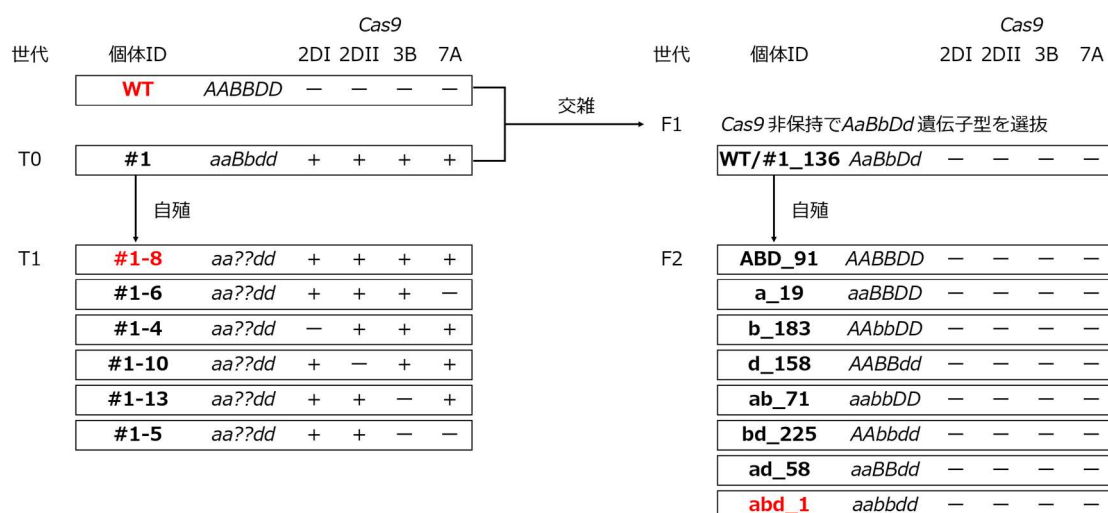 Cas9
世代 個体ID 2DI 2DII 3B 7A
WT AABBDD － － － －
T0 #1 aaBbdd + + + +
自殖
T1 #1-8 aa??dd + + + +
#1-6 aa??dd + + + －
#1-4 aa??dd － + + +
#1-10 aa??dd + － + +
#1-13 aa??dd + + － +
#1-5 aa??dd + + － －
交雑
Cas9
世代 個体ID 2DI 2DII 3B 7A
F1 Cas9 非保持でAaBbDd 遺伝子型を選抜
WT/#1_136 AaBbDd － － － －
自殖
F2 ABD_91 AABBDD － － － －
a_19 aaBBDD － － － －
b_183 AAbbDD － － － －
d_158 AABBdd － － － －
ab_71 aabbDD － － － －
bd_225 AAbbdd － － － －
ad_58 aaBBdd － － － －
abd_1 aabbdd － － － －